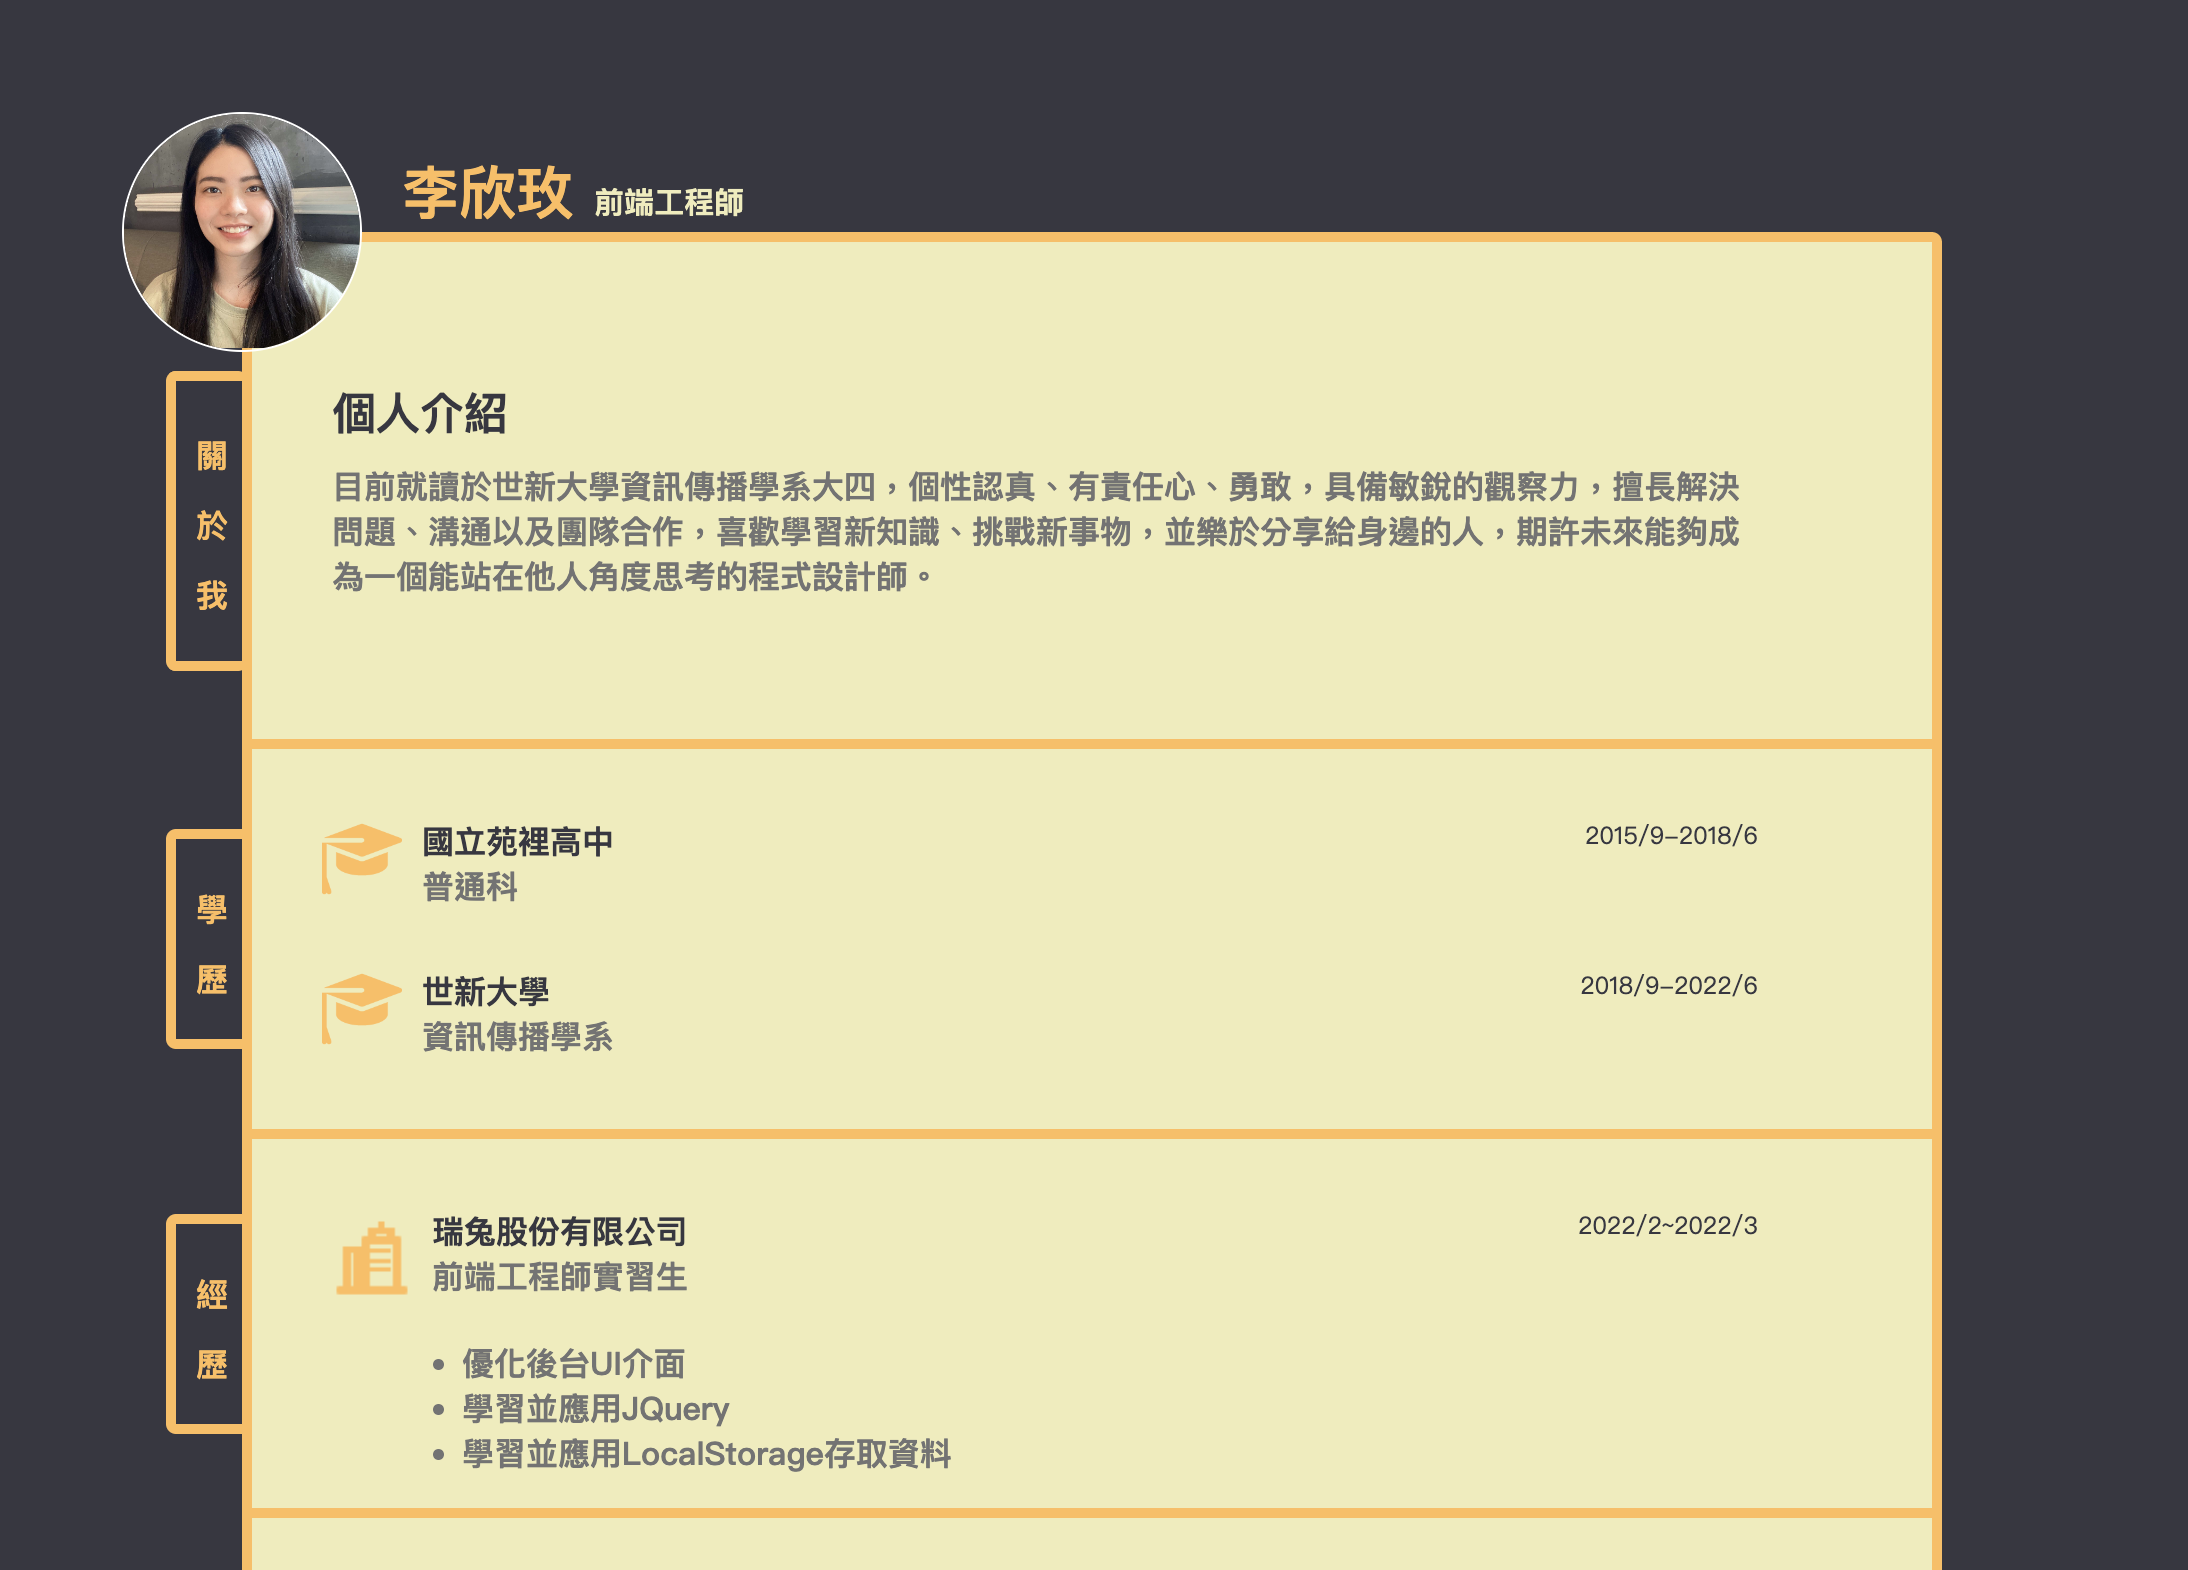 李欣玫 前端工程師
關於我
個人介紹
目前就讀於世新大學資訊傳播學系大四，個性認真、有責任心、勇敢，具備敏銳的觀察力，擅長解決
問題、溝通以及團隊合作，喜歡學習新知識、挑戰新事物，並樂於分享給身邊的人，期許未來能夠成
為一個能站在他人角度思考的程式設計師。
學歷
國立苑裡高中 2015/9–2018/6
普通科
世新大學 2018/9–2022/6
資訊傳播學系
經歷
瑞兔股份有限公司 2022/2~2022/3
前端工程師實習生
• 優化後台UI介面
• 學習並應用JQuery
• 學習並應用LocalStorage存取資料